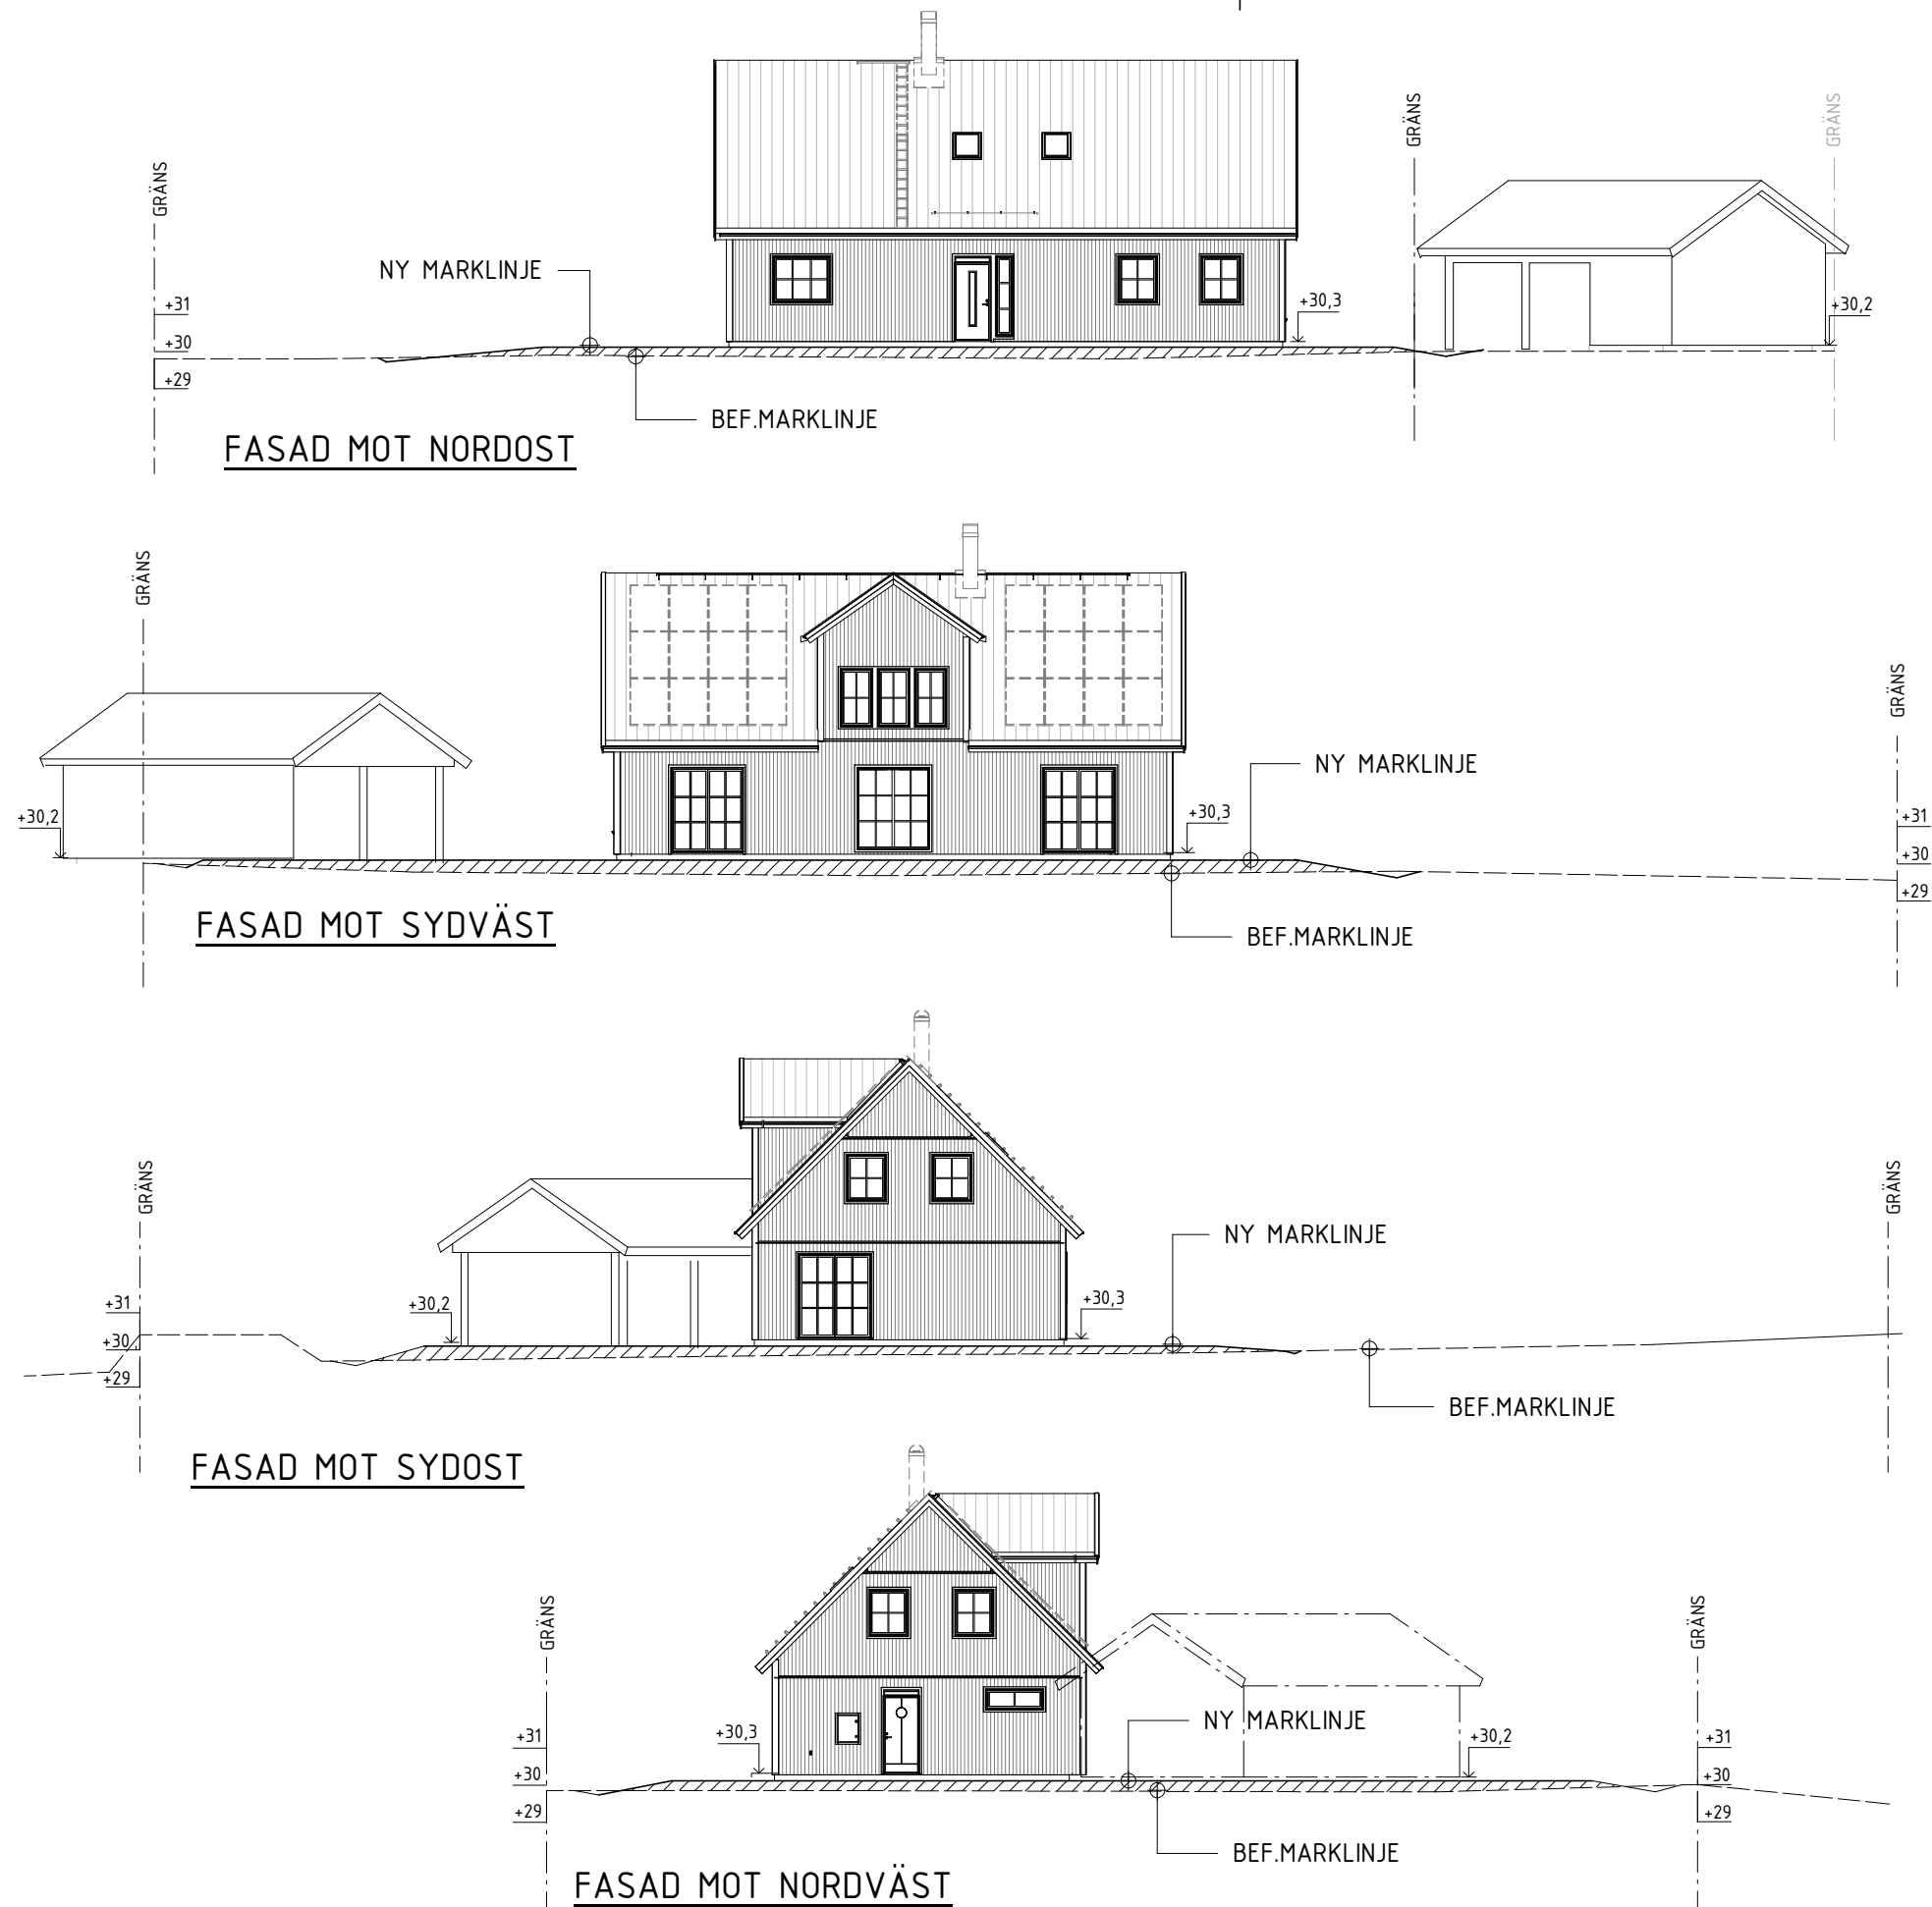 GRÄNS
GRÄNS
GRÄNS
NY MARKLINJE
+31
+30
+29
+30,3
+30,2
BEF.MARKLINJE
FASAD MOT NORDOST
GRÄNS
GRÄNS
NY MARKLINJE
+30,2
+30,3
+31
+30
+29
FASAD MOT SYDVÄST
BEF.MARKLINJE
GRÄNS
GRÄNS
NY MARKLINJE
+31
+30
+29
+30,2
+30,3
BEF.MARKLINJE
FASAD MOT SYDOST
GRÄNS
GRÄNS
NY MARKLINJE
+31
+30
+29
+30,3
+30,2
+31
+30
+29
BEF.MARKLINJE
FASAD MOT NORDVÄST